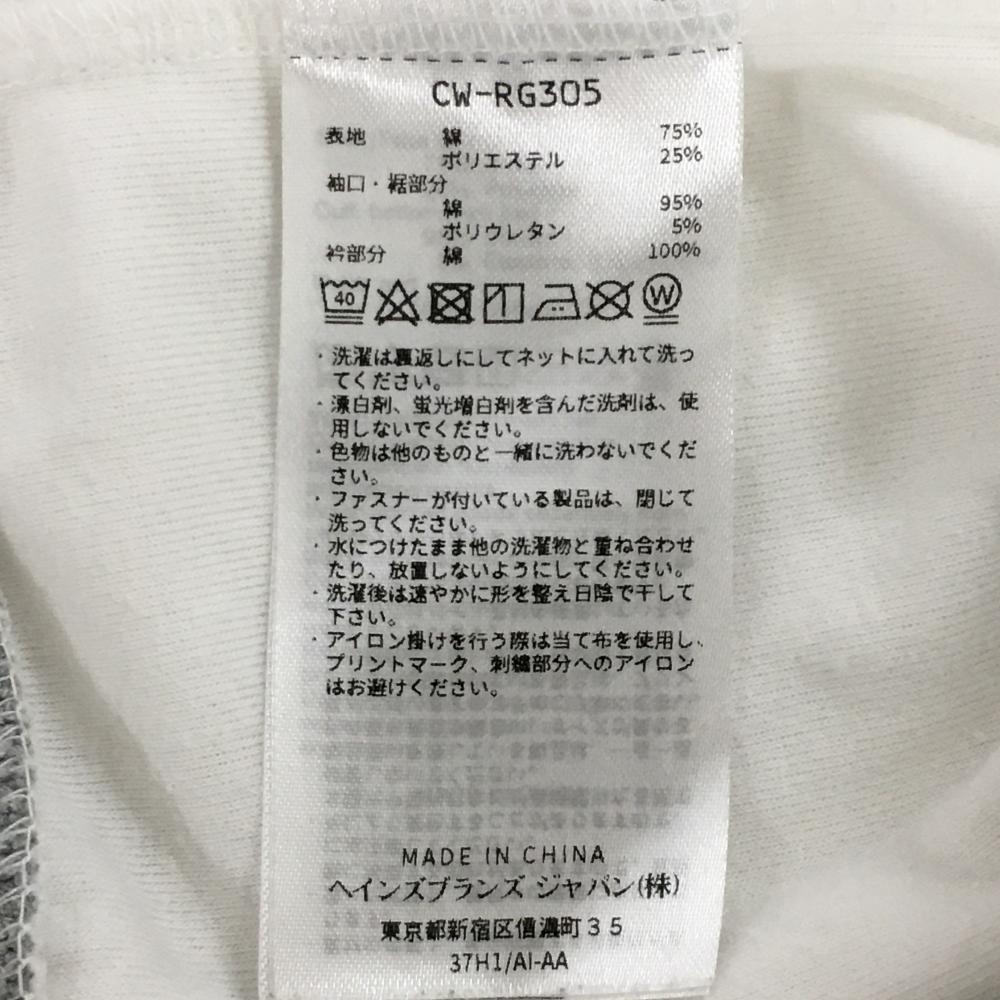 CW-RG305
表地 綿 75%
ポリエステル 25%
袖口・裾部分
綿 95%
ポリウレタン 5%
衿部分 綿 100%
40 W
・洗濯は裏返しにしてネットに入れて洗っ
てください。
・漂白剤、蛍光増白剤を含んだ洗剤は、使
用しないでください。
・色物は他のものと一緒に洗わないでくだ
さい。
・ファスナーが付いている製品は、閉じて
洗ってください。
・水につけたまま他の洗濯物と重ね合わせ
たり、放置しないようにしてください。
・洗濯後は速やかに形を整え日陰で干して
下さい。
・アイロン掛けを行う際は当て布を使用し、
プリントマーク、刺繍部分へのアイロン
はお避けください。
MADE IN CHINA
ヘインズブランズ ジャパン(株)
東京都新宿区信濃町35
37H1/AI-AA